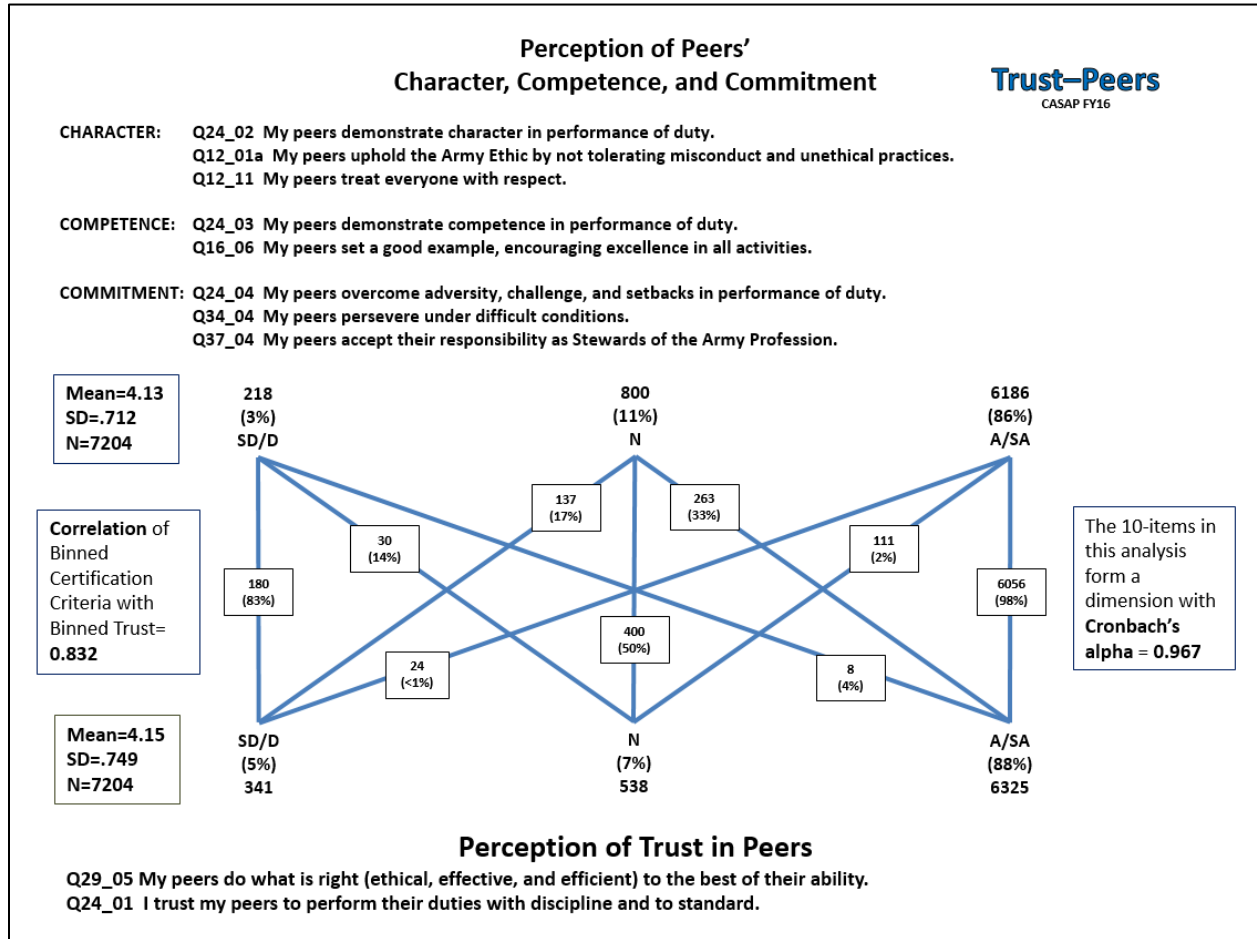 Perception of Peers'
Character, Competence, and Commitment
Trust–Peers
CASAP FY16
CHARACTER: Q24_02 My peers demonstrate character in performance of duty.
Q12_01a My peers uphold the Army Ethic by not tolerating misconduct and unethical practices.
Q12_11 My peers treat everyone with respect.
COMPETENCE: Q24_03 My peers demonstrate competence in performance of duty.
Q16_06 My peers set a good example, encouraging excellence in all activities.
COMMITMENT: Q24_04 My peers overcome adversity, challenge, and setbacks in performance of duty.
Q34_04 My peers persevere under difficult conditions.
Q37_04 My peers accept their responsibility as Stewards of the Army Profession.
Mean=4.13
SD=.712
N=7204
218
(3%)
SD/D
800
(11%)
N
6186
(86%)
A/SA
137
(17%)
263
(33%)
30
(14%)
111
(2%)
Correlation of
Binned
Certification
Criteria with
Binned Trust=
0.832
180
(83%)
6056
(98%)
The 10-items in
this analysis
form a
dimension with
Cronbach's
alpha = 0.967
400
(50%)
24
(<1%)
8
(4%)
Mean=4.15
SD=.749
N=7204
SD/D
(5%)
341
N
(7%)
538
A/SA
(88%)
6325
Perception of Trust in Peers
Q29_05 My peers do what is right (ethical, effective, and efficient) to the best of their ability.
Q24_01 I trust my peers to perform their duties with discipline and to standard.